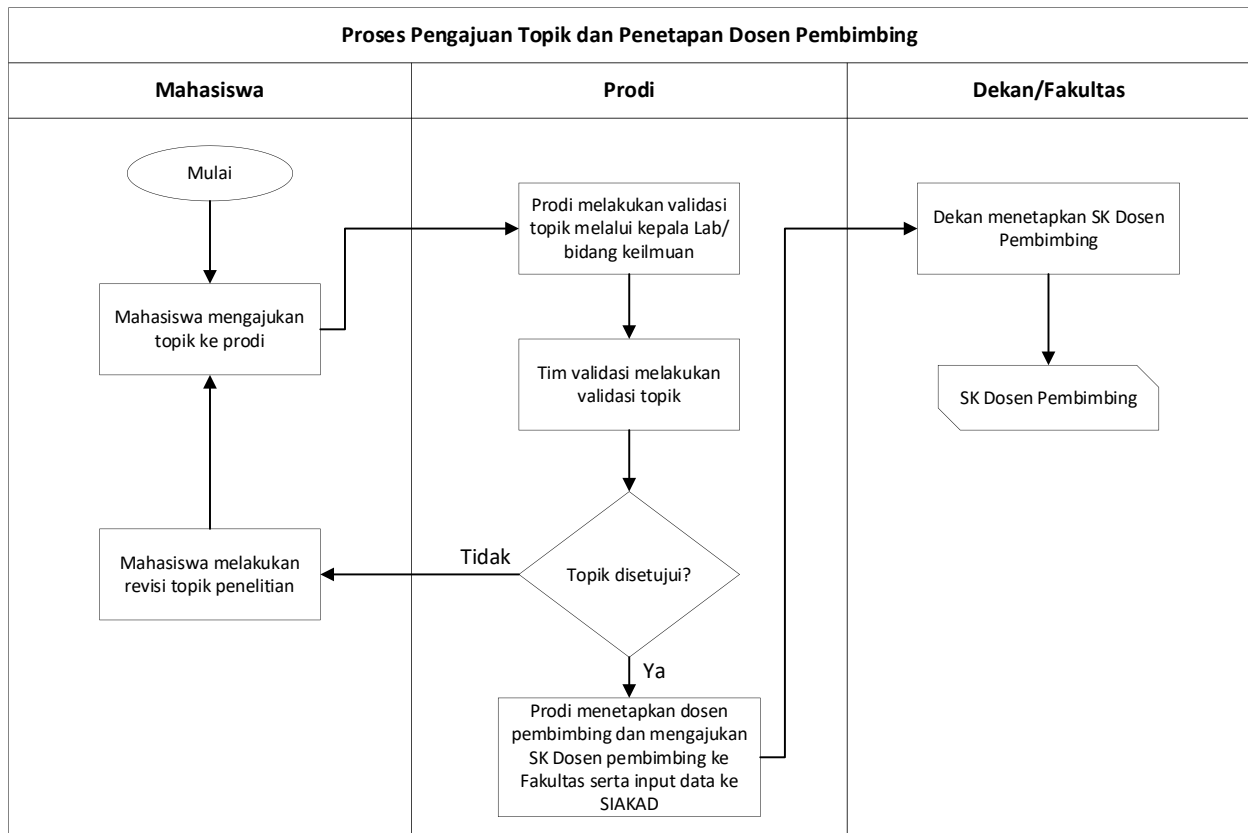 Proses Pengajuan Topik dan Penetapan Dosen Pembimbing
Mahasiswa
Prodi
Dekan/Fakultas
Mulai
Mahasiswa mengajukan
topik ke prodi
Mahasiswa melakukan
revisi topik penelitian
Prodi melakukan validasi
topik melalui kepala Lab/
bidang keilmuan
Tim validasi melakukan
validasi topik
Topik disetujui?
Tidak
Ya
Prodi menetapkan dosen
pembimbing dan mengajukan
SK Dosen pembimbing ke
Fakultas serta input data ke
SIAKAD
Dekan menetapkan SK Dosen
Pembimbing
SK Dosen Pembimbing